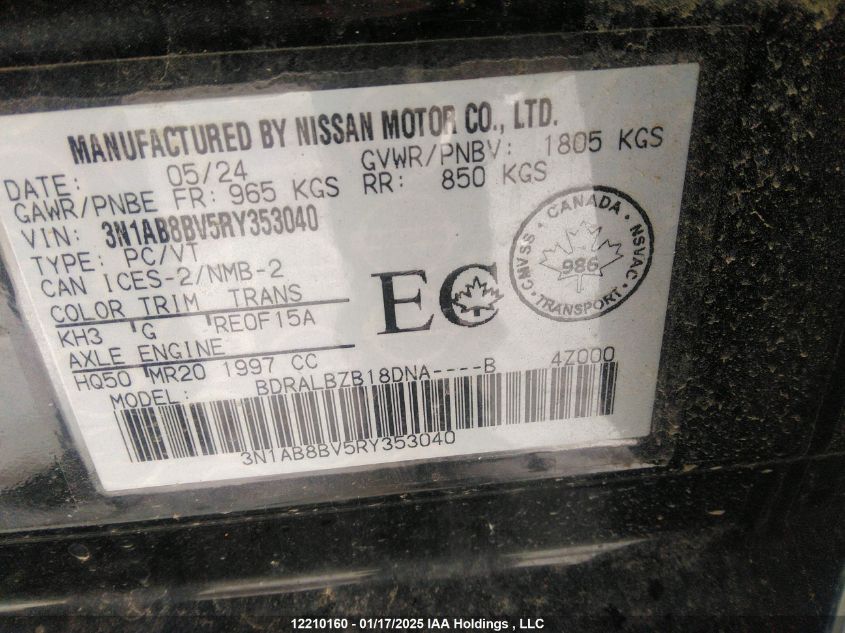 MANUFACTURED BY NISSAN MOTOR CO., LTD.
DATE: 05/24 GVWR/PNBV: 1805 KGS
GAWR/PNBE FR: 965 KGS RR: 850 KGS
VIN: 3N1AB8BV5RY353040
TYPE: PC/VT
CAN ICES-2/NMB-2
COLOR TRIM TRANS
KH3 G RE0F15A
AXLE ENGINE
HQ50 MR20 1997 CC
MODEL: BDRALBZB18DNA----B 4Z000
3N1AB8BV5RY353040
EC
CANADA
CMVSS NSVAC
986
TRANSPORT
12210160 - 01/17/2025 IAA Holdings , LLC